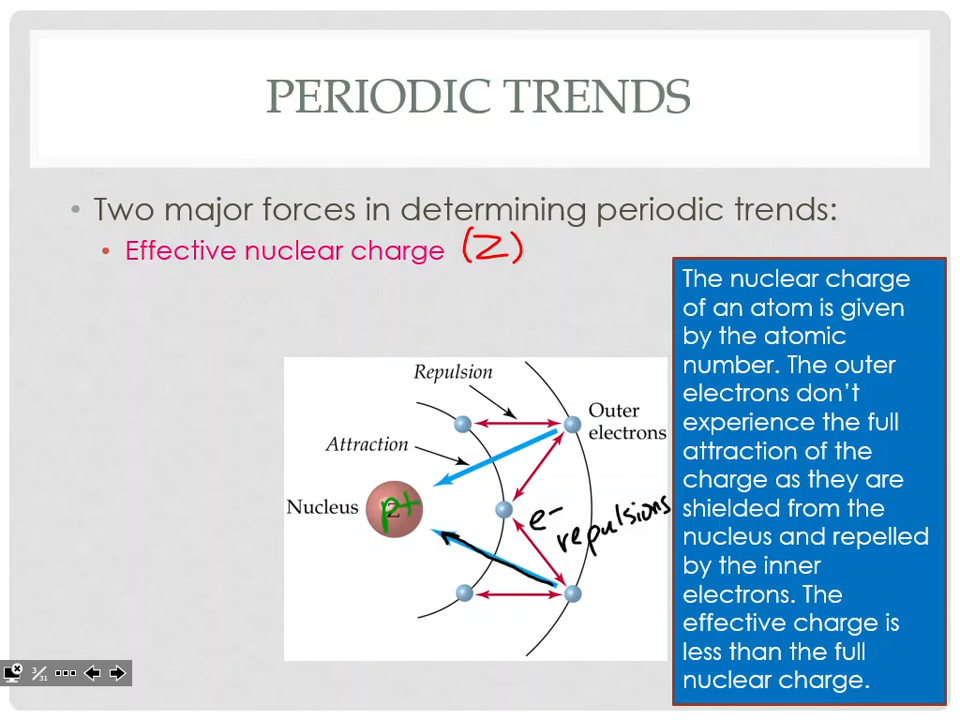 PERIODIC TRENDS
• Two major forces in determining periodic trends:
• Effective nuclear charge (Z)
The nuclear charge
of an atom is given
by the atomic
number. The outer
electrons don't
experience the full
attraction of the
charge as they are
shielded from the
nucleus and repelled
by the inner
electrons. The
effective charge is
less than the full
nuclear charge.
Repulsion
Outer
electrons
Attraction
Nucleus
Z
p+
e-
repulsions
3/31